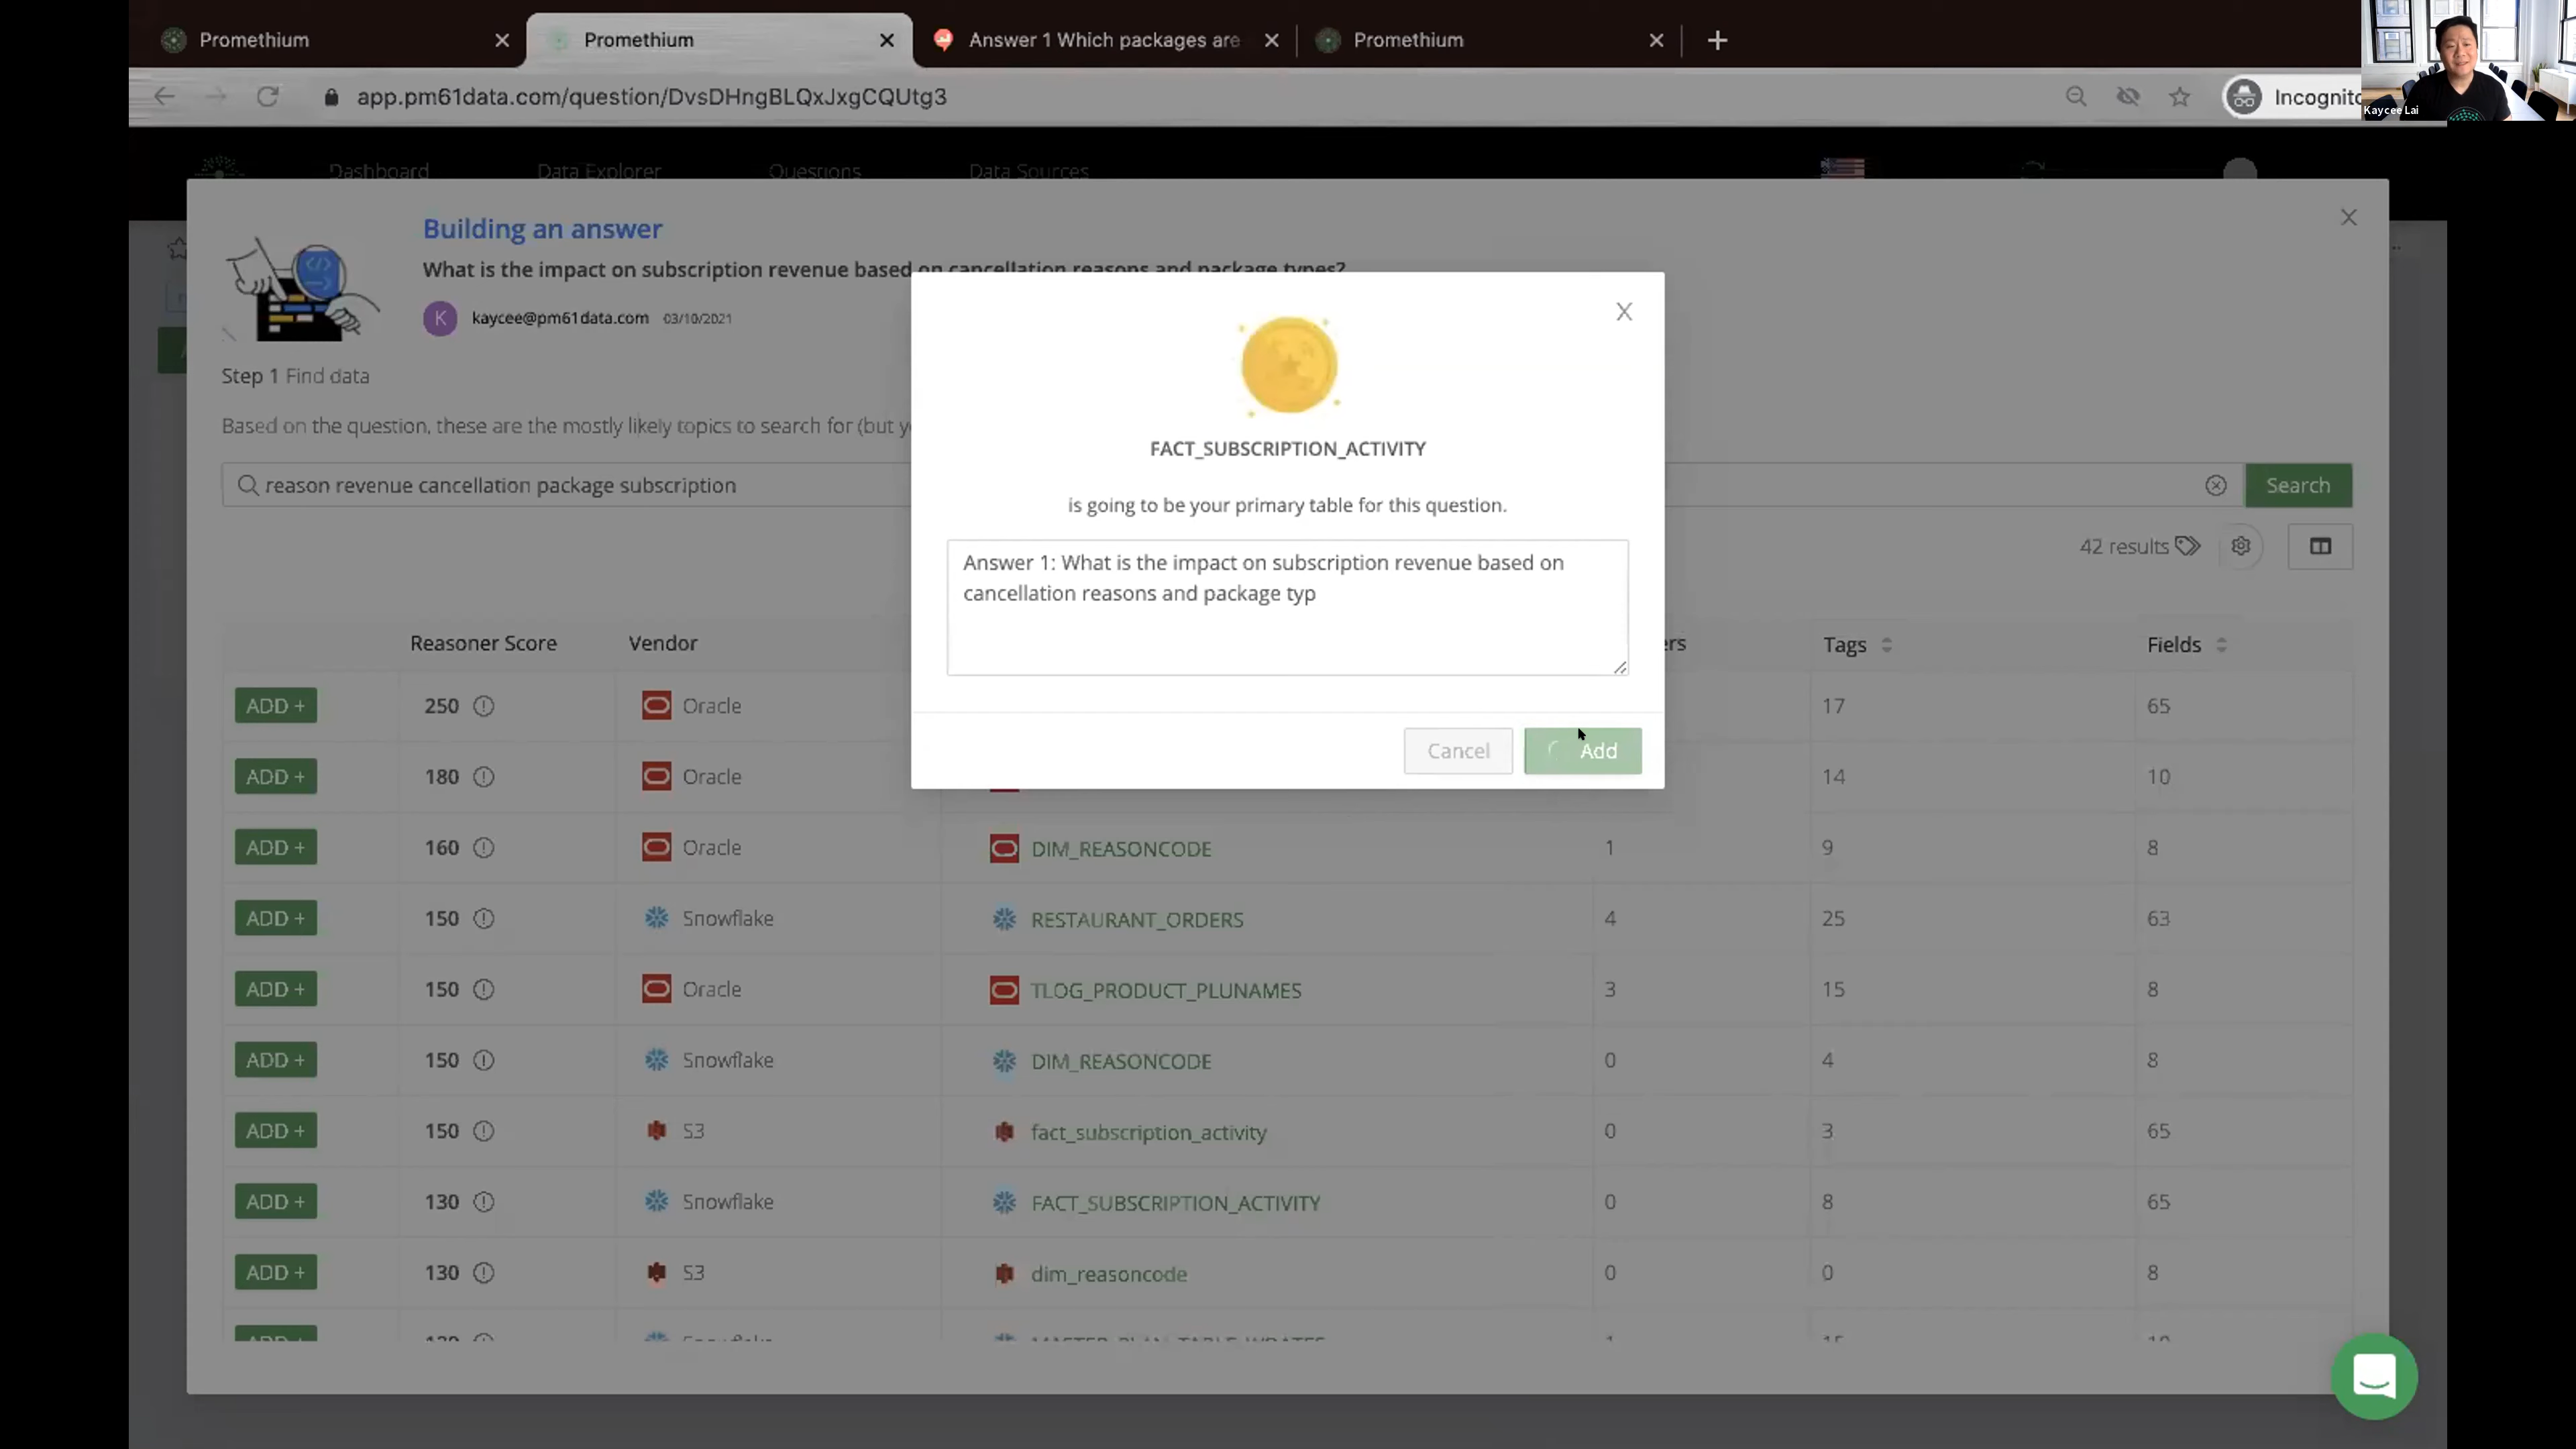 Promethium
Promethium
Answer 1 Which packages are
Promethium
app.pm61data.com/question/DvsDHngBLQxJxgCQUtg3
Incognito
Kaycee Lai
Dashboard
Data Explorer
Questions
Data Sources
Building an answer
What is the impact on subscription revenue based on cancellation reasons and package types?
K
kaycee@pm61data.com 03/10/2021
Step 1 Find data
Based on the question, these are the mostly likely topics to search for (but y
reason revenue cancellation package subscription
Search
42 results
FACT_SUBSCRIPTION_ACTIVITY
is going to be your primary table for this question.
Answer 1: What is the impact on subscription revenue based on
cancellation reasons and package typ
Cancel
Add
Reasoner Score Vendor ers Tags Fields
ADD + 250 Oracle 17 65
ADD + 180 Oracle 14 10
ADD + 160 Oracle DIM_REASONCODE 1 9 8
ADD + 150 Snowflake RESTAURANT_ORDERS 4 25 63
ADD + 150 Oracle TLOG_PRODUCT_PLUNAMES 3 15 8
ADD + 150 Snowflake DIM_REASONCODE 0 4 8
ADD + 150 S3 fact_subscription_activity 0 3 65
ADD + 130 Snowflake FACT_SUBSCRIPTION_ACTIVITY 0 8 65
ADD + 130 S3 dim_reasoncode 0 0 8